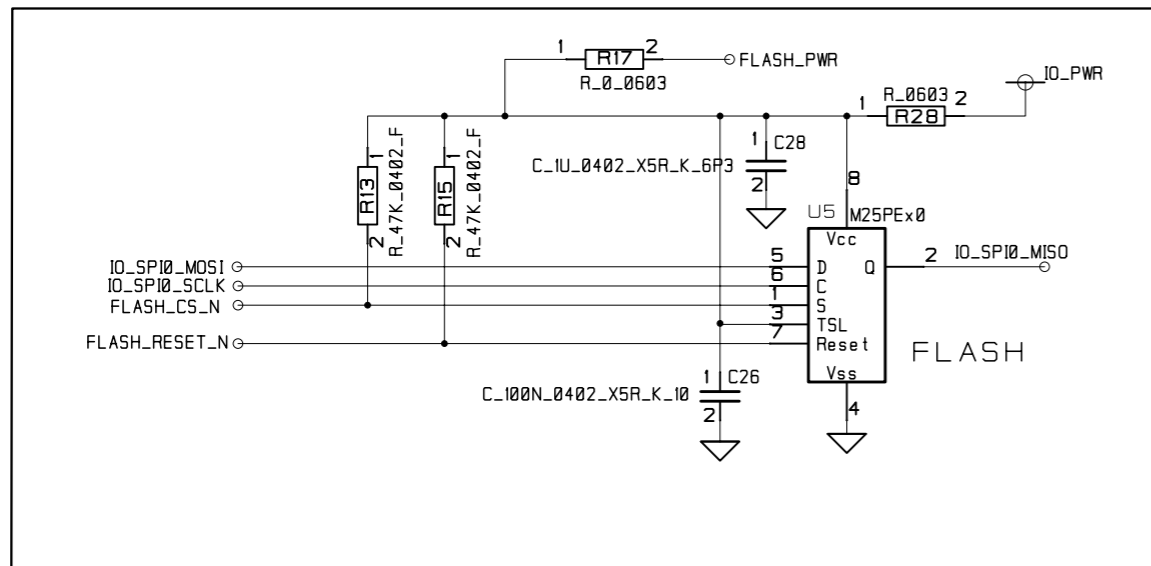 1 R17 2 FLASH_PWR
R_0_0603
IO_PWR
R_0603
1 R28 2
1 R13 2
R_47K_0402_F
1 R15 2
R_47K_0402_F
1 C28
C_1U_0402_X5R_K_6P3
2
8
U5 M25PEx0
Vcc
IO_SPI0_MOSI 5 D Q 2 IO_SPI0_MISO
IO_SPI0_SCLK 6 C
FLASH_CS_N 1 S
3 TSL
FLASH_RESET_N 7 Reset
FLASH
Vss
1 C26
C_100N_0402_X5R_K_10
2
4